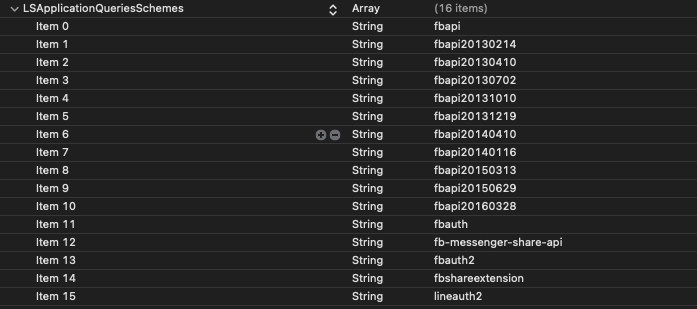 LSApplicationQueriesSchemes Array (16 items)
Item 0 String fbapi
Item 1 String fbapi20130214
Item 2 String fbapi20130410
Item 3 String fbapi20130702
Item 4 String fbapi20131010
Item 5 String fbapi20131219
Item 6 String fbapi20140410
Item 7 String fbapi20140116
Item 8 String fbapi20150313
Item 9 String fbapi20150629
Item 10 String fbapi20160328
Item 11 String fbauth
Item 12 String fb-messenger-share-api
Item 13 String fbauth2
Item 14 String fbshareextension
Item 15 String lineauth2